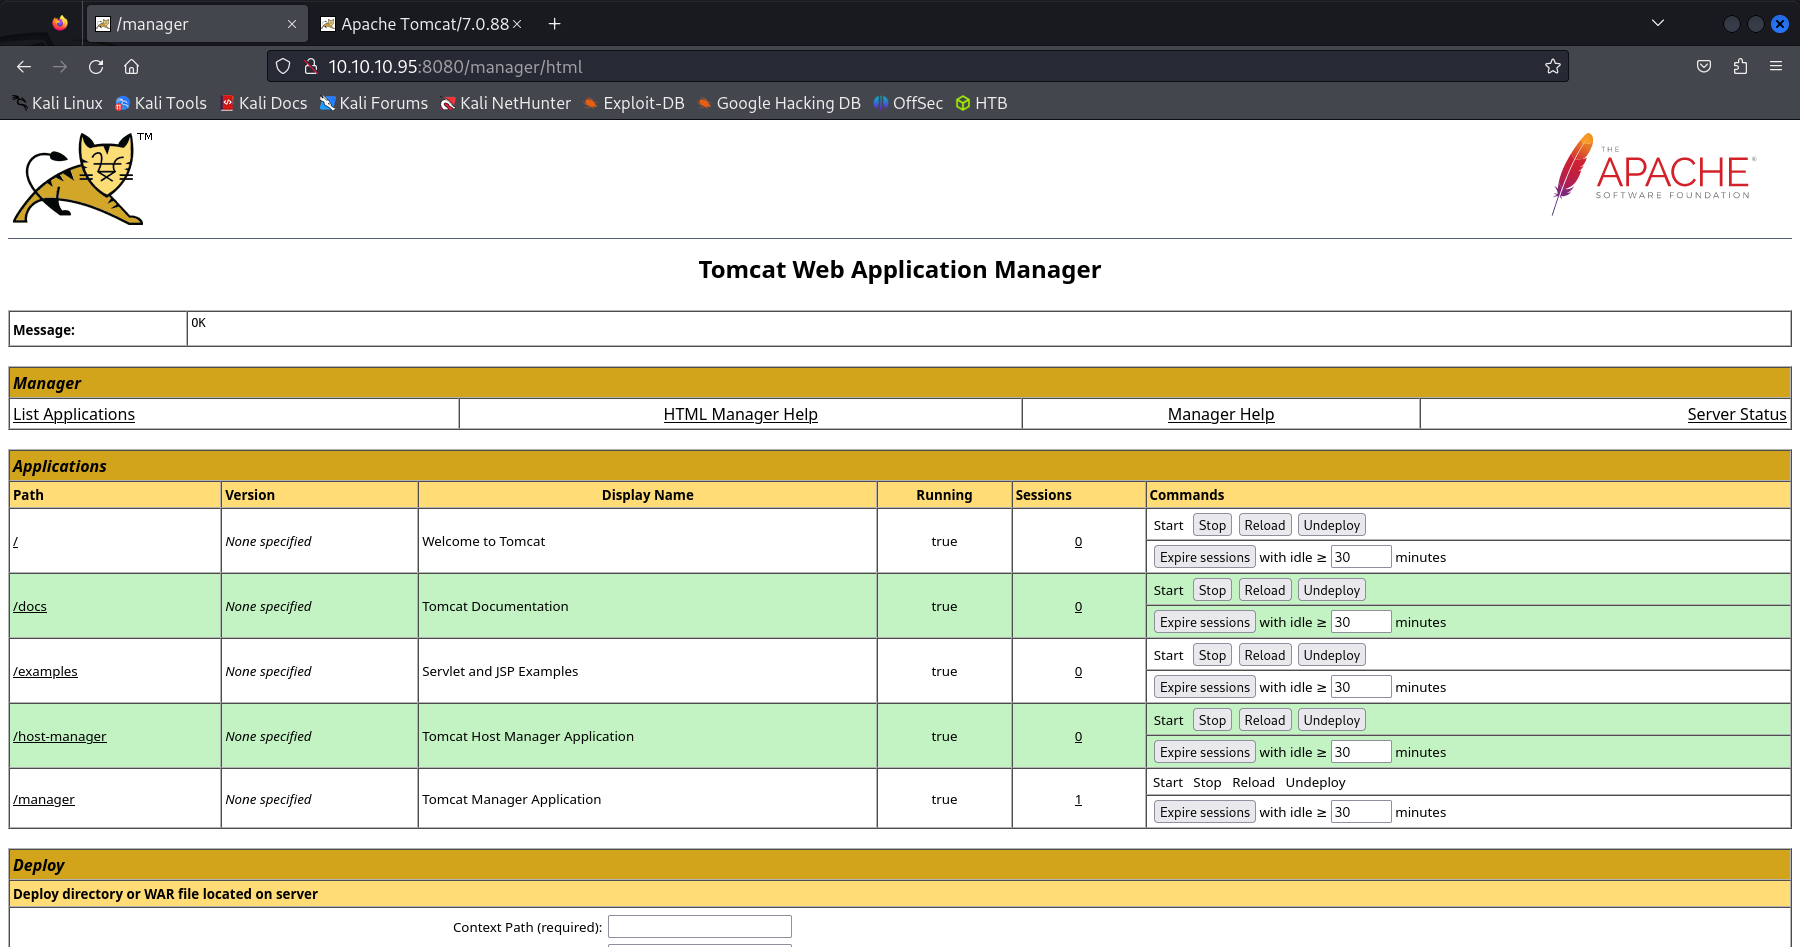 /manager
Apache Tomcat/7.0.88
10.10.10.95:8080/manager/html
Kali Linux Kali Tools Kali Docs Kali Forums Kali NetHunter Exploit-DB Google Hacking DB OffSec HTB
TM
THE
APACHE®
SOFTWARE FOUNDATION
Tomcat Web Application Manager
Message: OK
Manager
List Applications HTML Manager Help Manager Help Server Status
Applications
Path Version Display Name Running Sessions Commands
/ None specified Welcome to Tomcat true 0 Start Stop Reload Undeploy
Expire sessions with idle ≥ 30 minutes
/docs None specified Tomcat Documentation true 0 Start Stop Reload Undeploy
Expire sessions with idle ≥ 30 minutes
/examples None specified Servlet and JSP Examples true 0 Start Stop Reload Undeploy
Expire sessions with idle ≥ 30 minutes
/host-manager None specified Tomcat Host Manager Application true 0 Start Stop Reload Undeploy
Expire sessions with idle ≥ 30 minutes
/manager None specified Tomcat Manager Application true 1 Start Stop Reload Undeploy
Expire sessions with idle ≥ 30 minutes
Deploy
Deploy directory or WAR file located on server
Context Path (required):